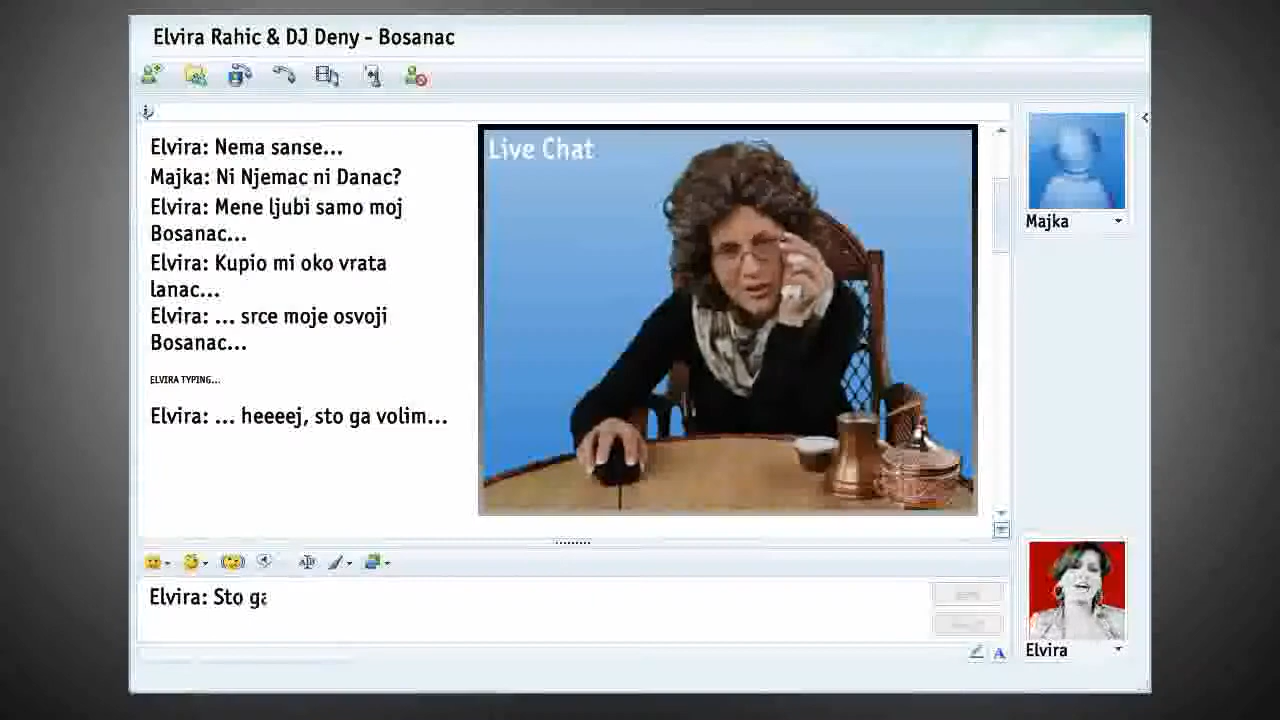 Elvira Rahic & DJ Deny - Bosanac
Elvira: Nema sanse...
Majka: Ni Njemac ni Danac?
Elvira: Mene ljubi samo moj
Bosanac...
Elvira: Kupio mi oko vrata
lanac...
Elvira: ... srce moje osvoji
Bosanac...
ELVIRA TYPING...
Elvira: ... heeeej, sto ga volim...
Live Chat
Majka
Elvira: Sto ga
Elvira